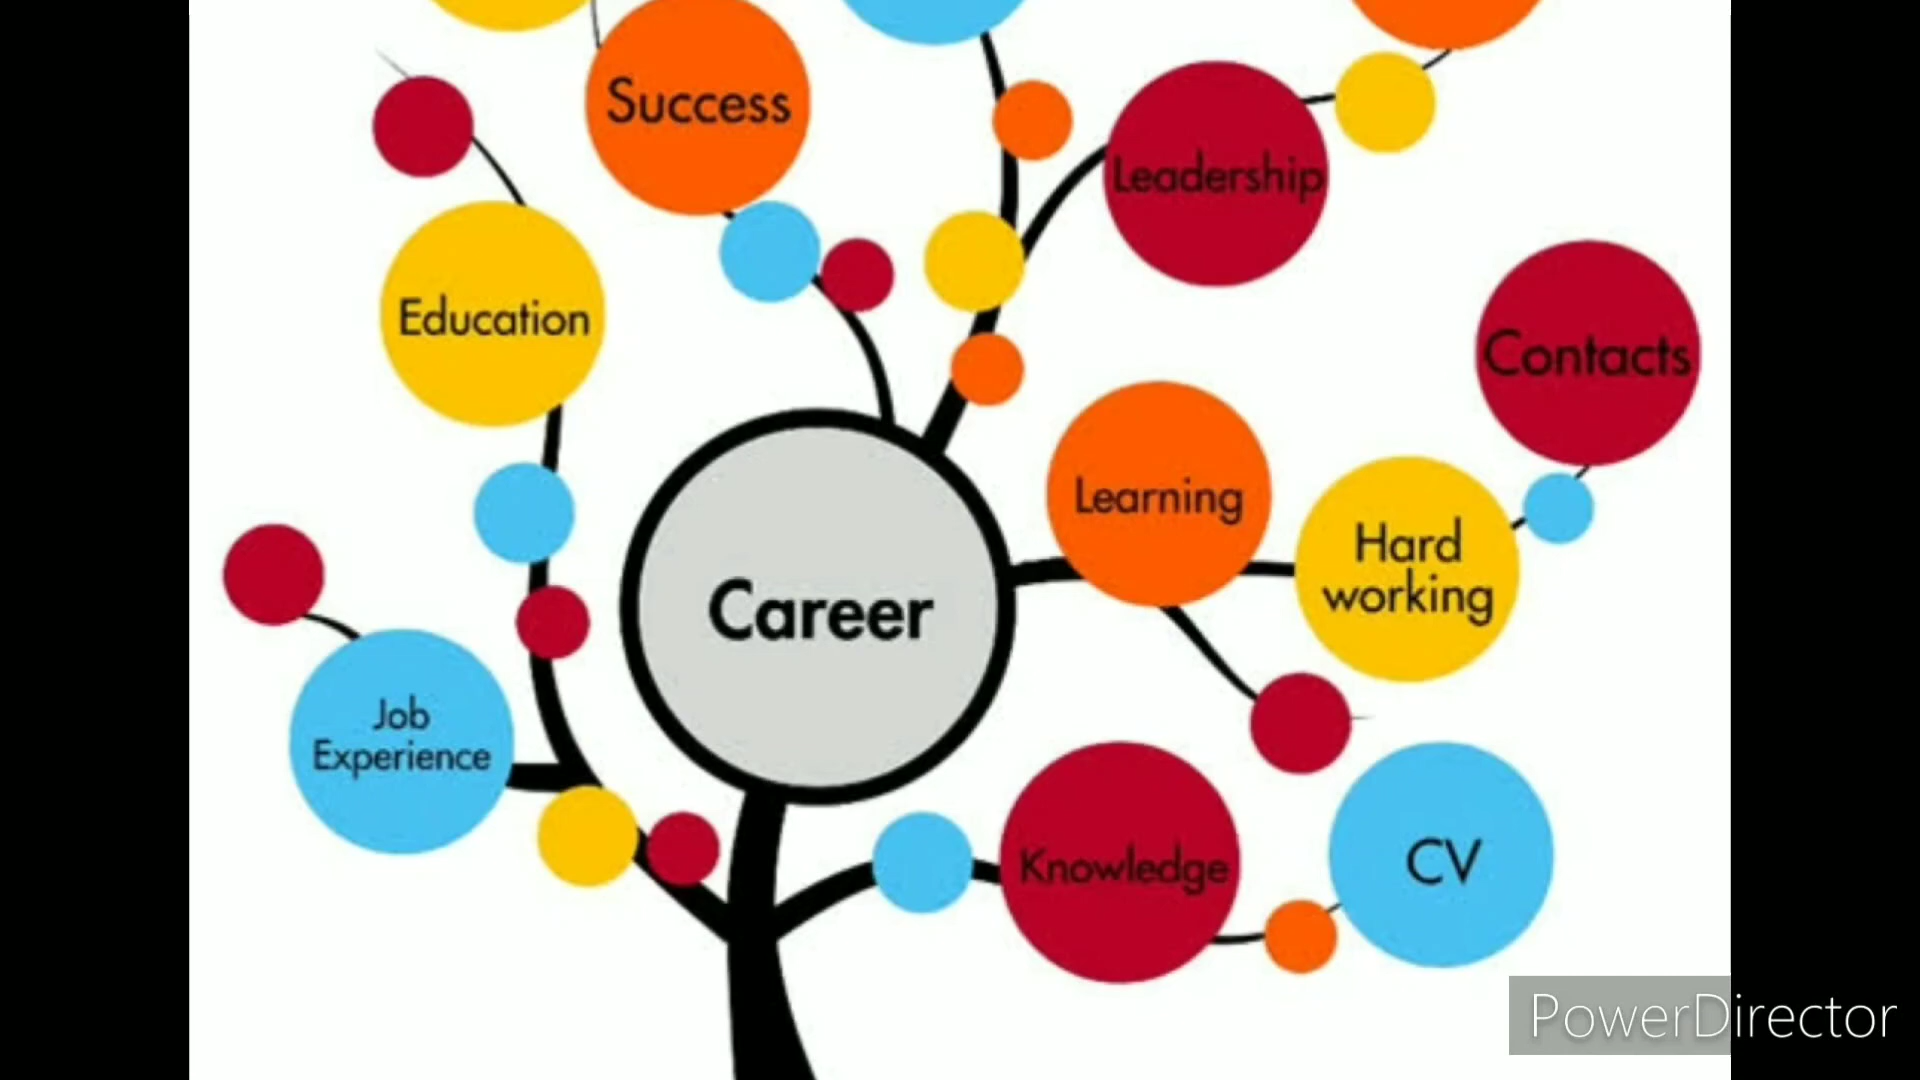 Success
Leadership
Education
Contacts
Learning
Hard
working
Career
Job
Experience
Knowledge
CV
PowerDirector